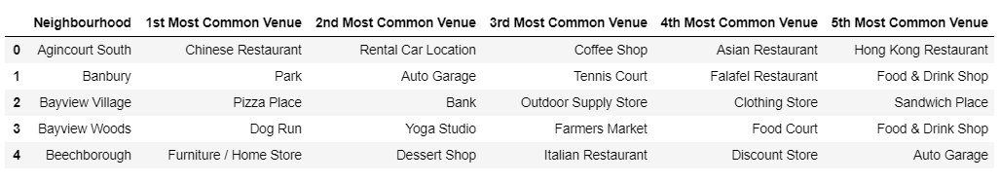 Neighbourhood 1st Most Common Venue 2nd Most Common Venue 3rd Most Common Venue 4th Most Common Venue 5th Most Common Venue
0 Agincourt South Chinese Restaurant Rental Car Location Coffee Shop Asian Restaurant Hong Kong Restaurant
1 Banbury Park Auto Garage Tennis Court Falafel Restaurant Food & Drink Shop
2 Bayview Village Pizza Place Bank Outdoor Supply Store Clothing Store Sandwich Place
3 Bayview Woods Dog Run Yoga Studio Farmers Market Food Court Food & Drink Shop
4 Beechborough Furniture / Home Store Dessert Shop Italian Restaurant Discount Store Auto Garage